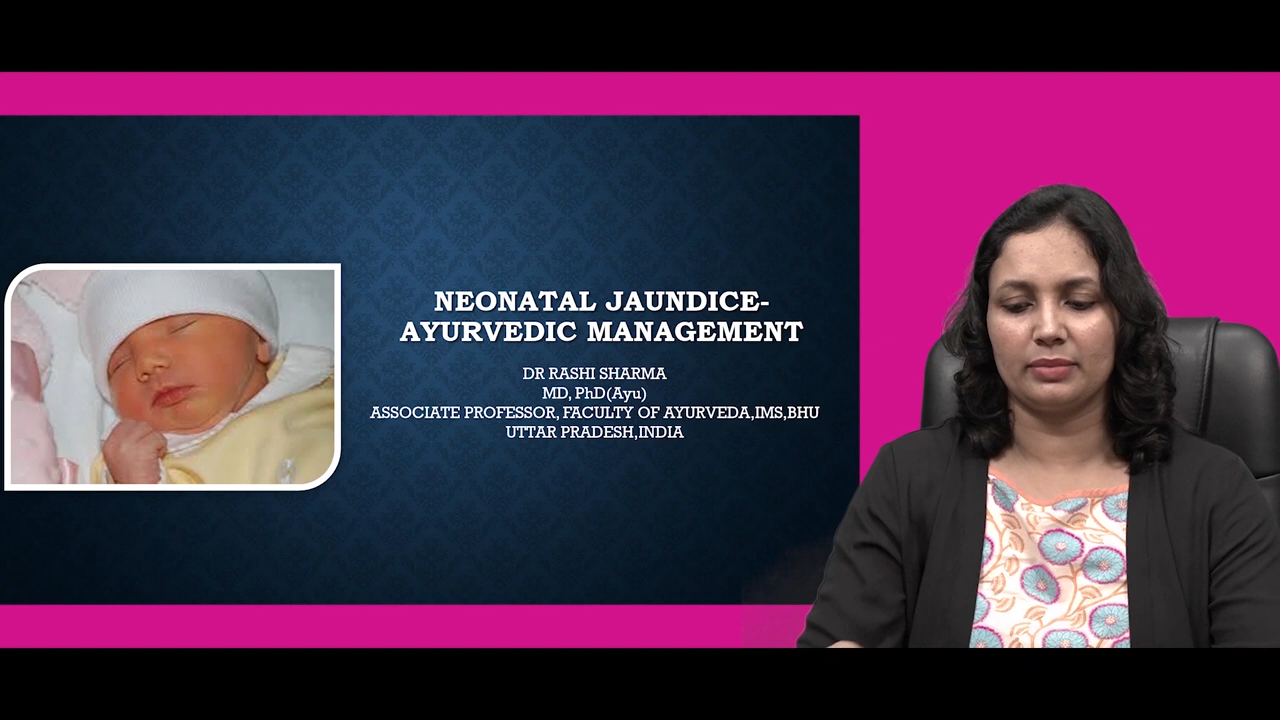 NEONATAL JAUNDICE-
AYURVEDIC MANAGEMENT
DR RASHI SHARMA
MD, PhD(Ayu)
ASSOCIATE PROFESSOR, FACULTY OF AYURVEDA,IMS,BHU
UTTAR PRADESH,INDIA